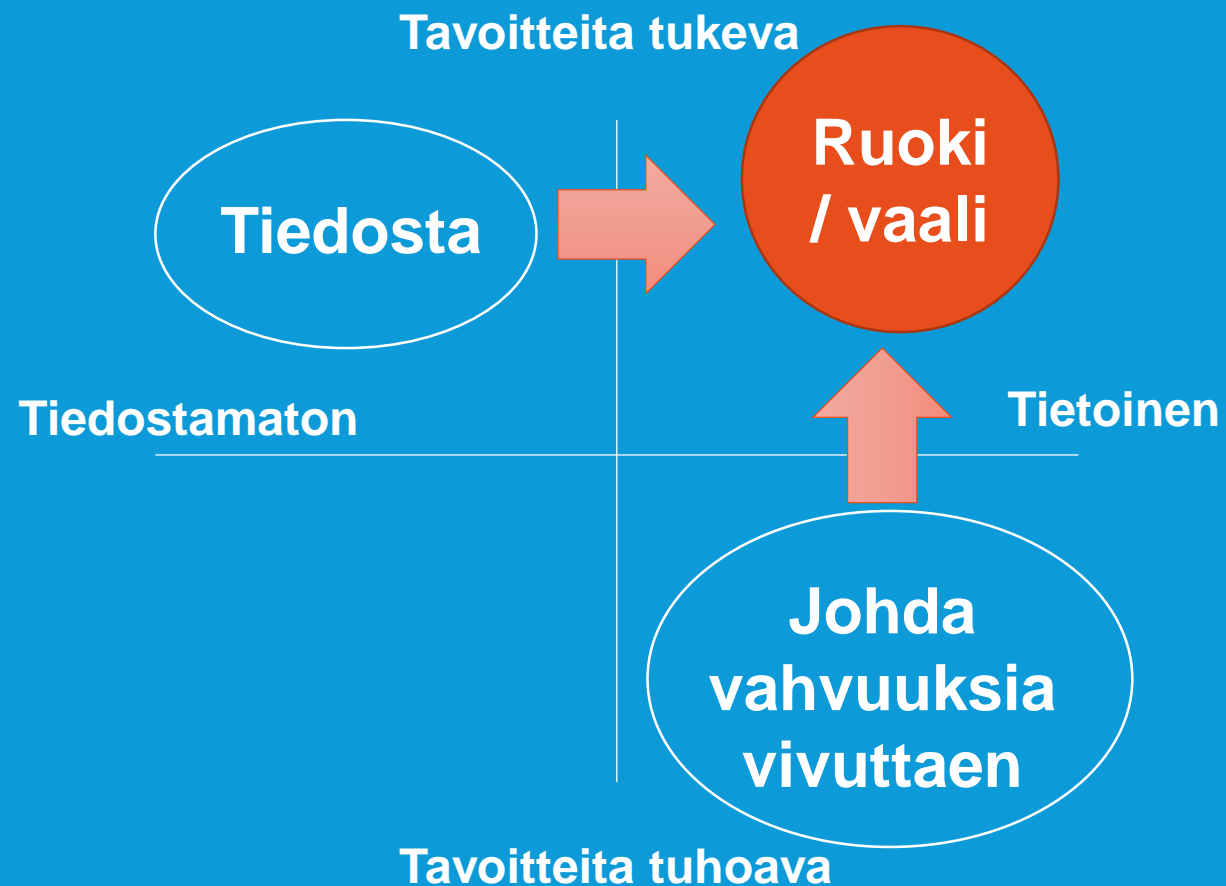 Tavoitteita tukeva
Ruoki
/ vaali
Tiedosta
Tiedostamaton
Tietoinen
Johda
vahvuuksia
vivuttaen
Tavoitteita tuhoava